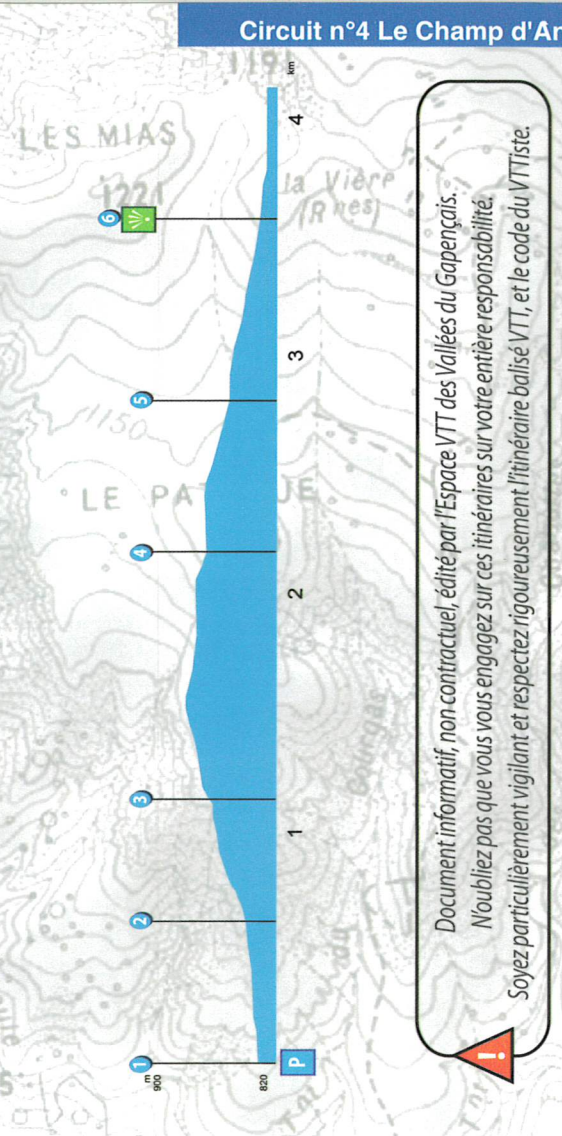 Circuit n°4 Le Champ d'Ar
119
LES MIAS
1221
la Vière
(Rnes)
1150
LE PA
UE
6
5
4
3
2
1
m
900
820
P
1
2
3
4
km
Document informatif, non contractuel, édité par l'Espace VTT des Vallées du Gapençais.
N'oubliez pas que vous vous engagez sur ces itinéraires sur votre entière responsabilité.
Soyez particulièrement vigilant et respectez rigoureusement l'itinéraire balisé VTT, et le code du VTTiste.